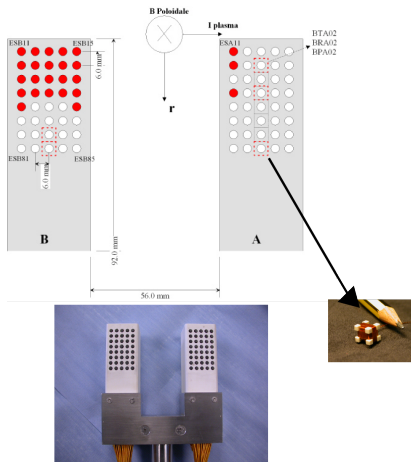 B Poloidale
I plasma
ESB11
ESB15
ESA11
BTA02
BRA02
BPA02
6.0 mm
r
ESB81
ESB85
6.0 mm
B
A
92.0 mm
56.0 mm